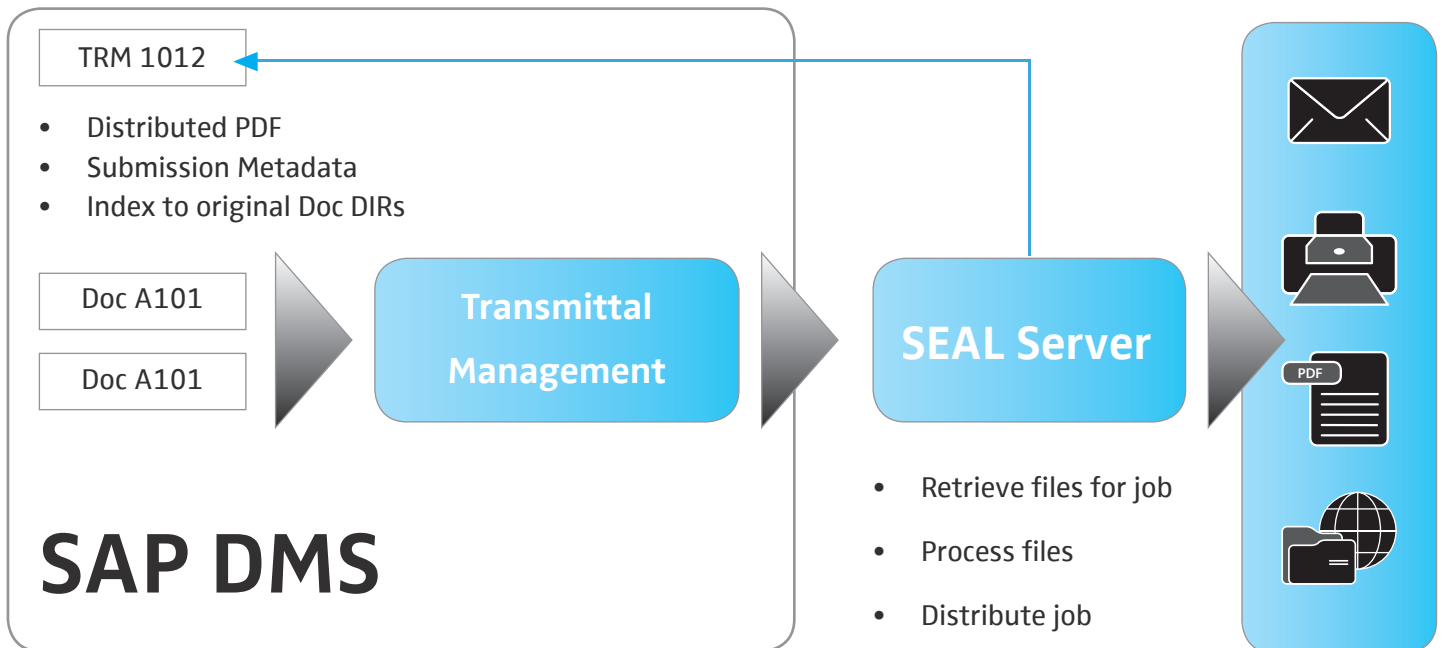 TRM 1012
• Distributed PDF
• Submission Metadata
• Index to original Doc DIRs
Doc A101
Doc A101
Transmittal
Management
SEAL Server
PDF
• Retrieve files for job
• Process files
• Distribute job
SAP DMS